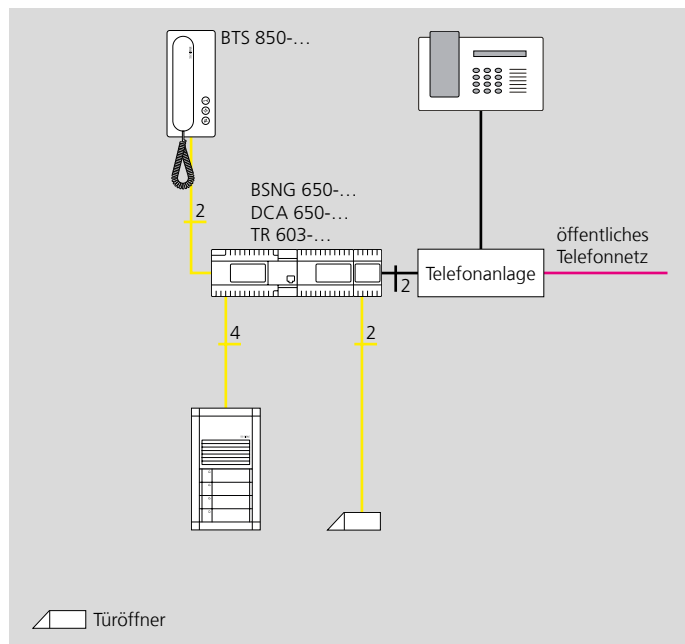 BTS 850-…
BSNG 650-…
DCA 650-…
TR 603-…
2
öffentliches
Telefonnetz
Telefonanlage
2
4
2
Türöffner